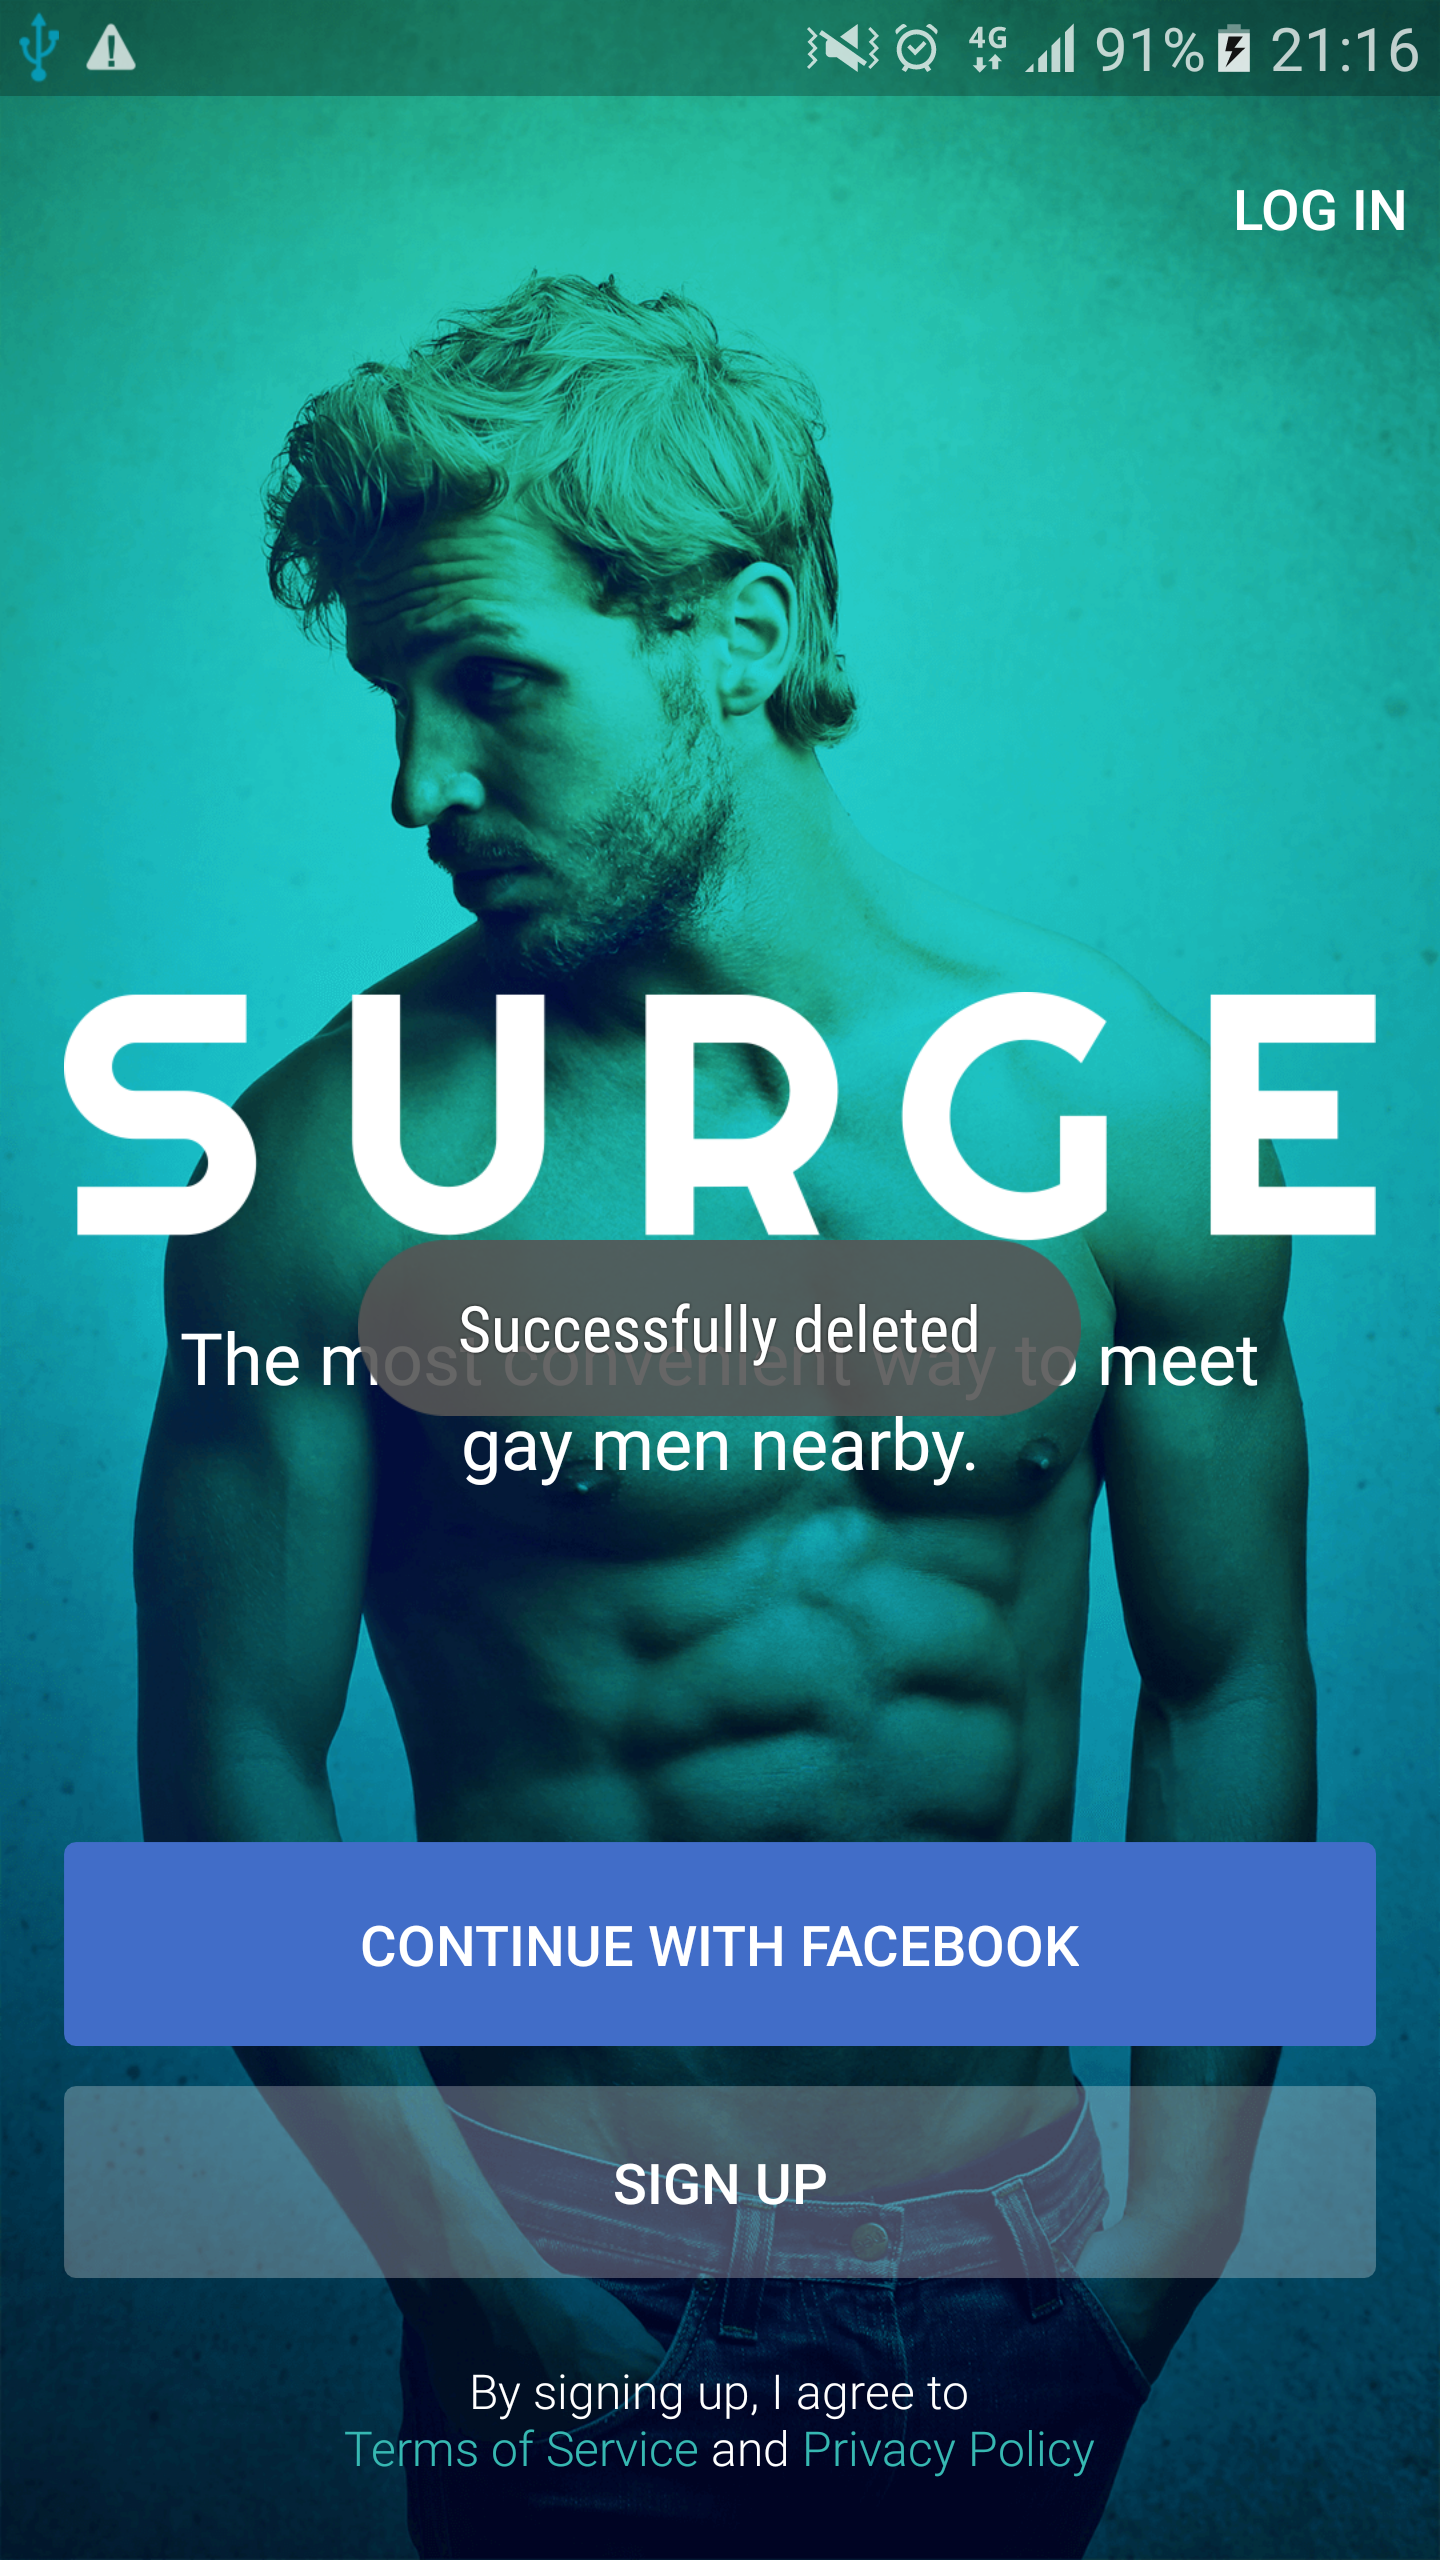 91% 21:16
4G
LOG IN
SURGE
Successfully deleted
The most convenient way to meet
gay men nearby.
CONTINUE WITH FACEBOOK
SIGN UP
By signing up, I agree to
Terms of Service and Privacy Policy